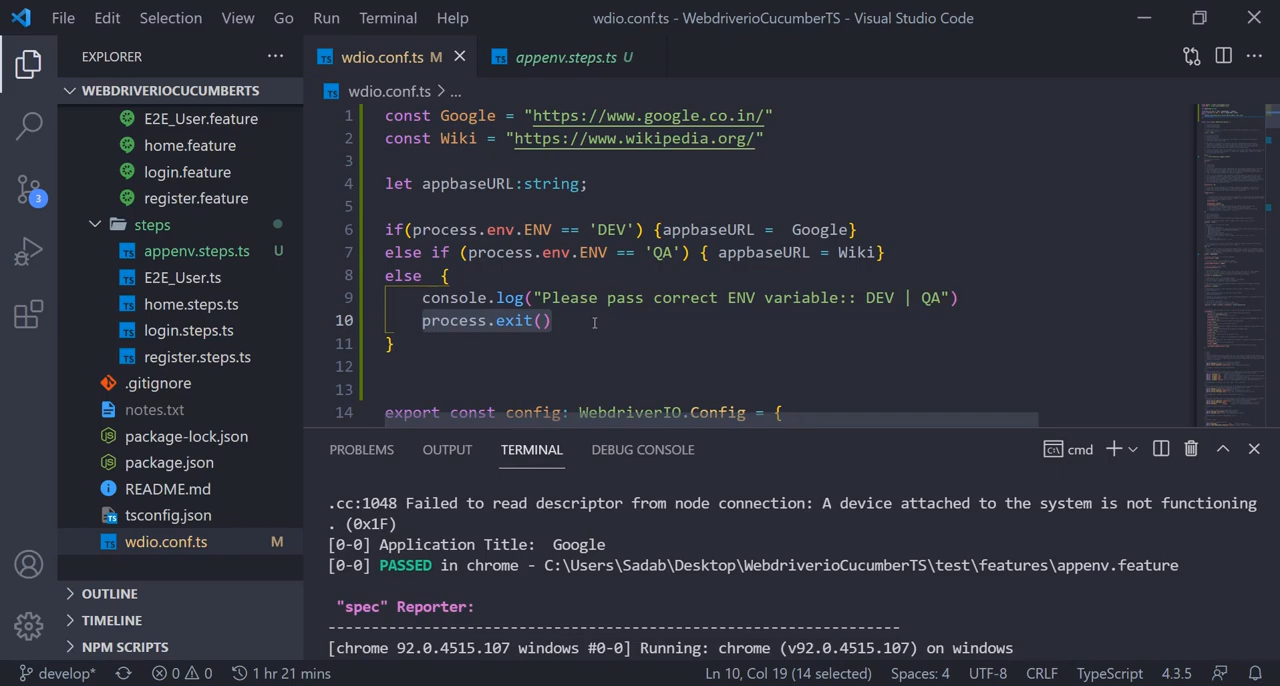 File Edit Selection View Go Run Terminal Help wdio.conf.ts - WebdriverioCucumberTS - Visual Studio Code
EXPLORER
WEBDRIVERIOCUCUMBERTS
E2E_User.feature
home.feature
login.feature
register.feature
steps
appenv.steps.ts U
E2E_User.ts
home.steps.ts
login.steps.ts
register.steps.ts
.gitignore
notes.txt
package-lock.json
package.json
README.md
tsconfig.json
wdio.conf.ts M
OUTLINE
TIMELINE
NPM SCRIPTS
3
wdio.conf.ts M appenv.steps.ts U
wdio.conf.ts > ...
1 const Google = "https://www.google.co.in/"
2 const Wiki = "https://www.wikipedia.org/"
3
4 let appbaseURL:string;
5
6 if(process.env.ENV == 'DEV') {appbaseURL =  Google}
7 else if (process.env.ENV == 'QA') { appbaseURL = Wiki}
8 else  {
9 console.log("Please pass correct ENV variable:: DEV | QA")
10 process.exit()
11 }
12
13
14 export const config: WebdriverIO.Config = {
PROBLEMS OUTPUT TERMINAL DEBUG CONSOLE cmd
.cc:1048 Failed to read descriptor from node connection: A device attached to the system is not functioning
. (0x1F)
[0-0] Application Title:  Google
[0-0] PASSED in chrome - C:\Users\Sadab\Desktop\WebdriverioCucumberTS\test\features\appenv.feature
"spec" Reporter:
------------------------------------------------------------------
[chrome 92.0.4515.107 windows #0-0] Running: chrome (v92.0.4515.107) on windows
develop* 0 0 1 hr 21 mins Ln 10, Col 19 (14 selected) Spaces: 4 UTF-8 CRLF TypeScript 4.3.5